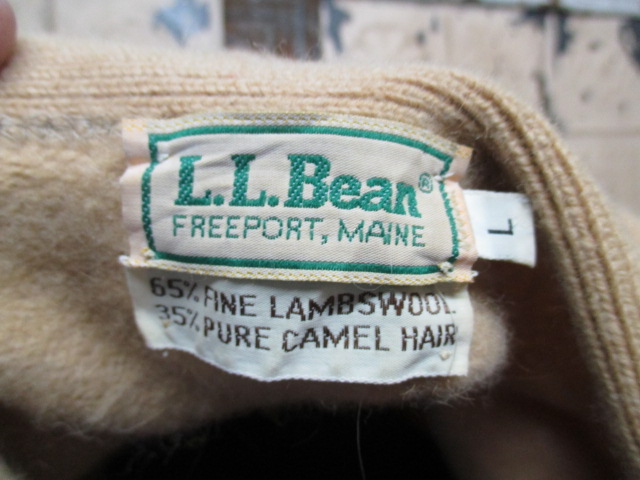 L.L.Bean®
FREEPORT, MAINE
L
65% FINE LAMBSWOOL
35% PURE CAMEL HAIR